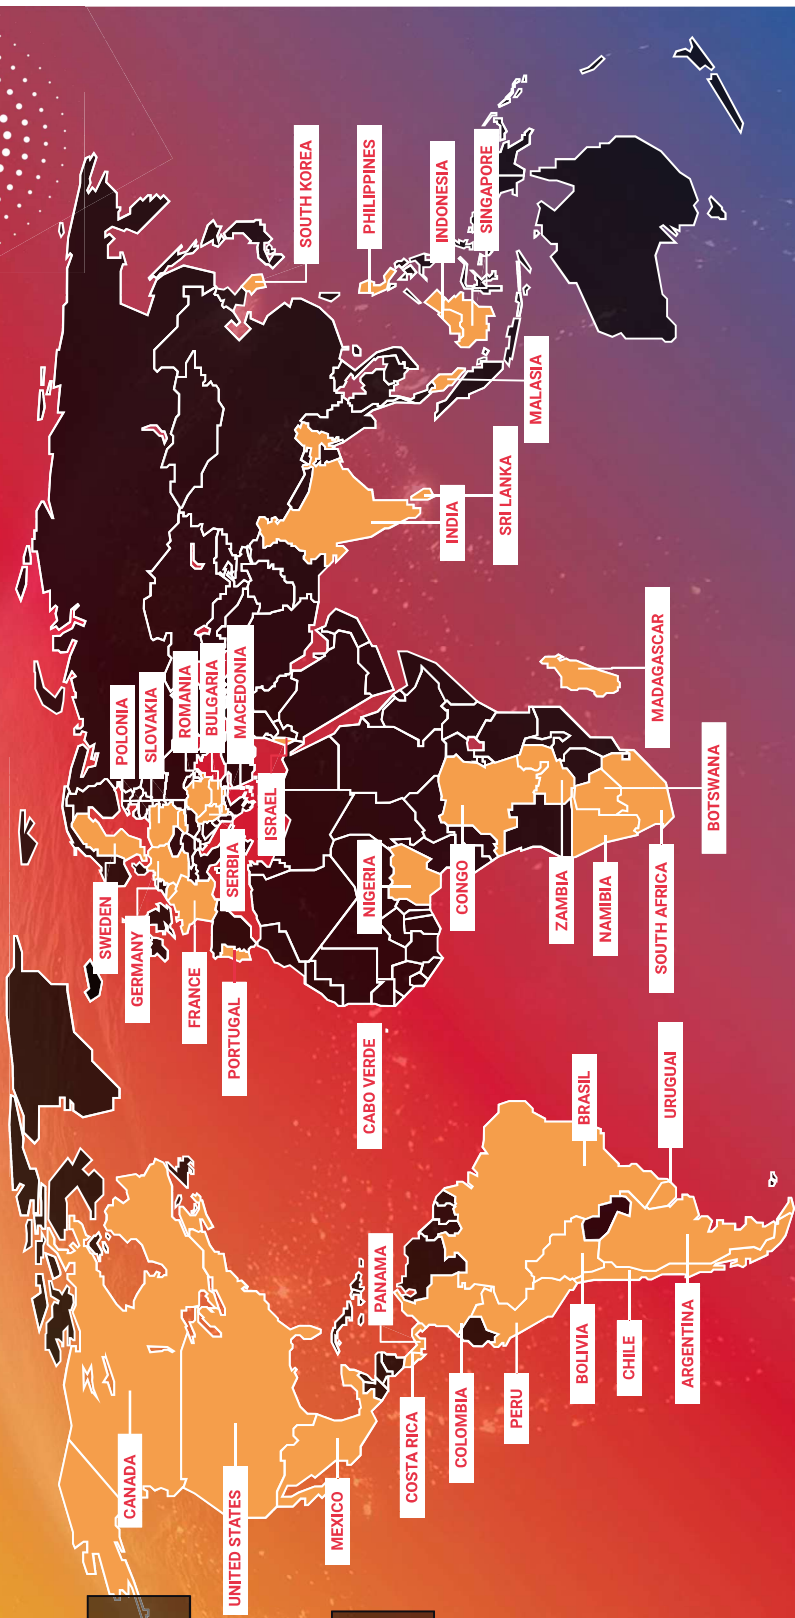 CANADA
UNITED STATES
MEXICO
COSTA RICA
PANAMA
COLOMBIA
PERU
BOLIVIA
CHILE
ARGENTINA
BRASIL
URUGUAI
CABO VERDE
SWEDEN
GERMANY
FRANCE
PORTUGAL
POLONIA
SLOVAKIA
ROMANIA
BULGARIA
MACEDONIA
SERBIA
ISRAEL
NIGERIA
CONGO
ZAMBIA
NAMIBIA
SOUTH AFRICA
BOTSWANA
MADAGASCAR
INDIA
SRI LANKA
MALASIA
SOUTH KOREA
PHILIPPINES
INDONESIA
SINGAPORE